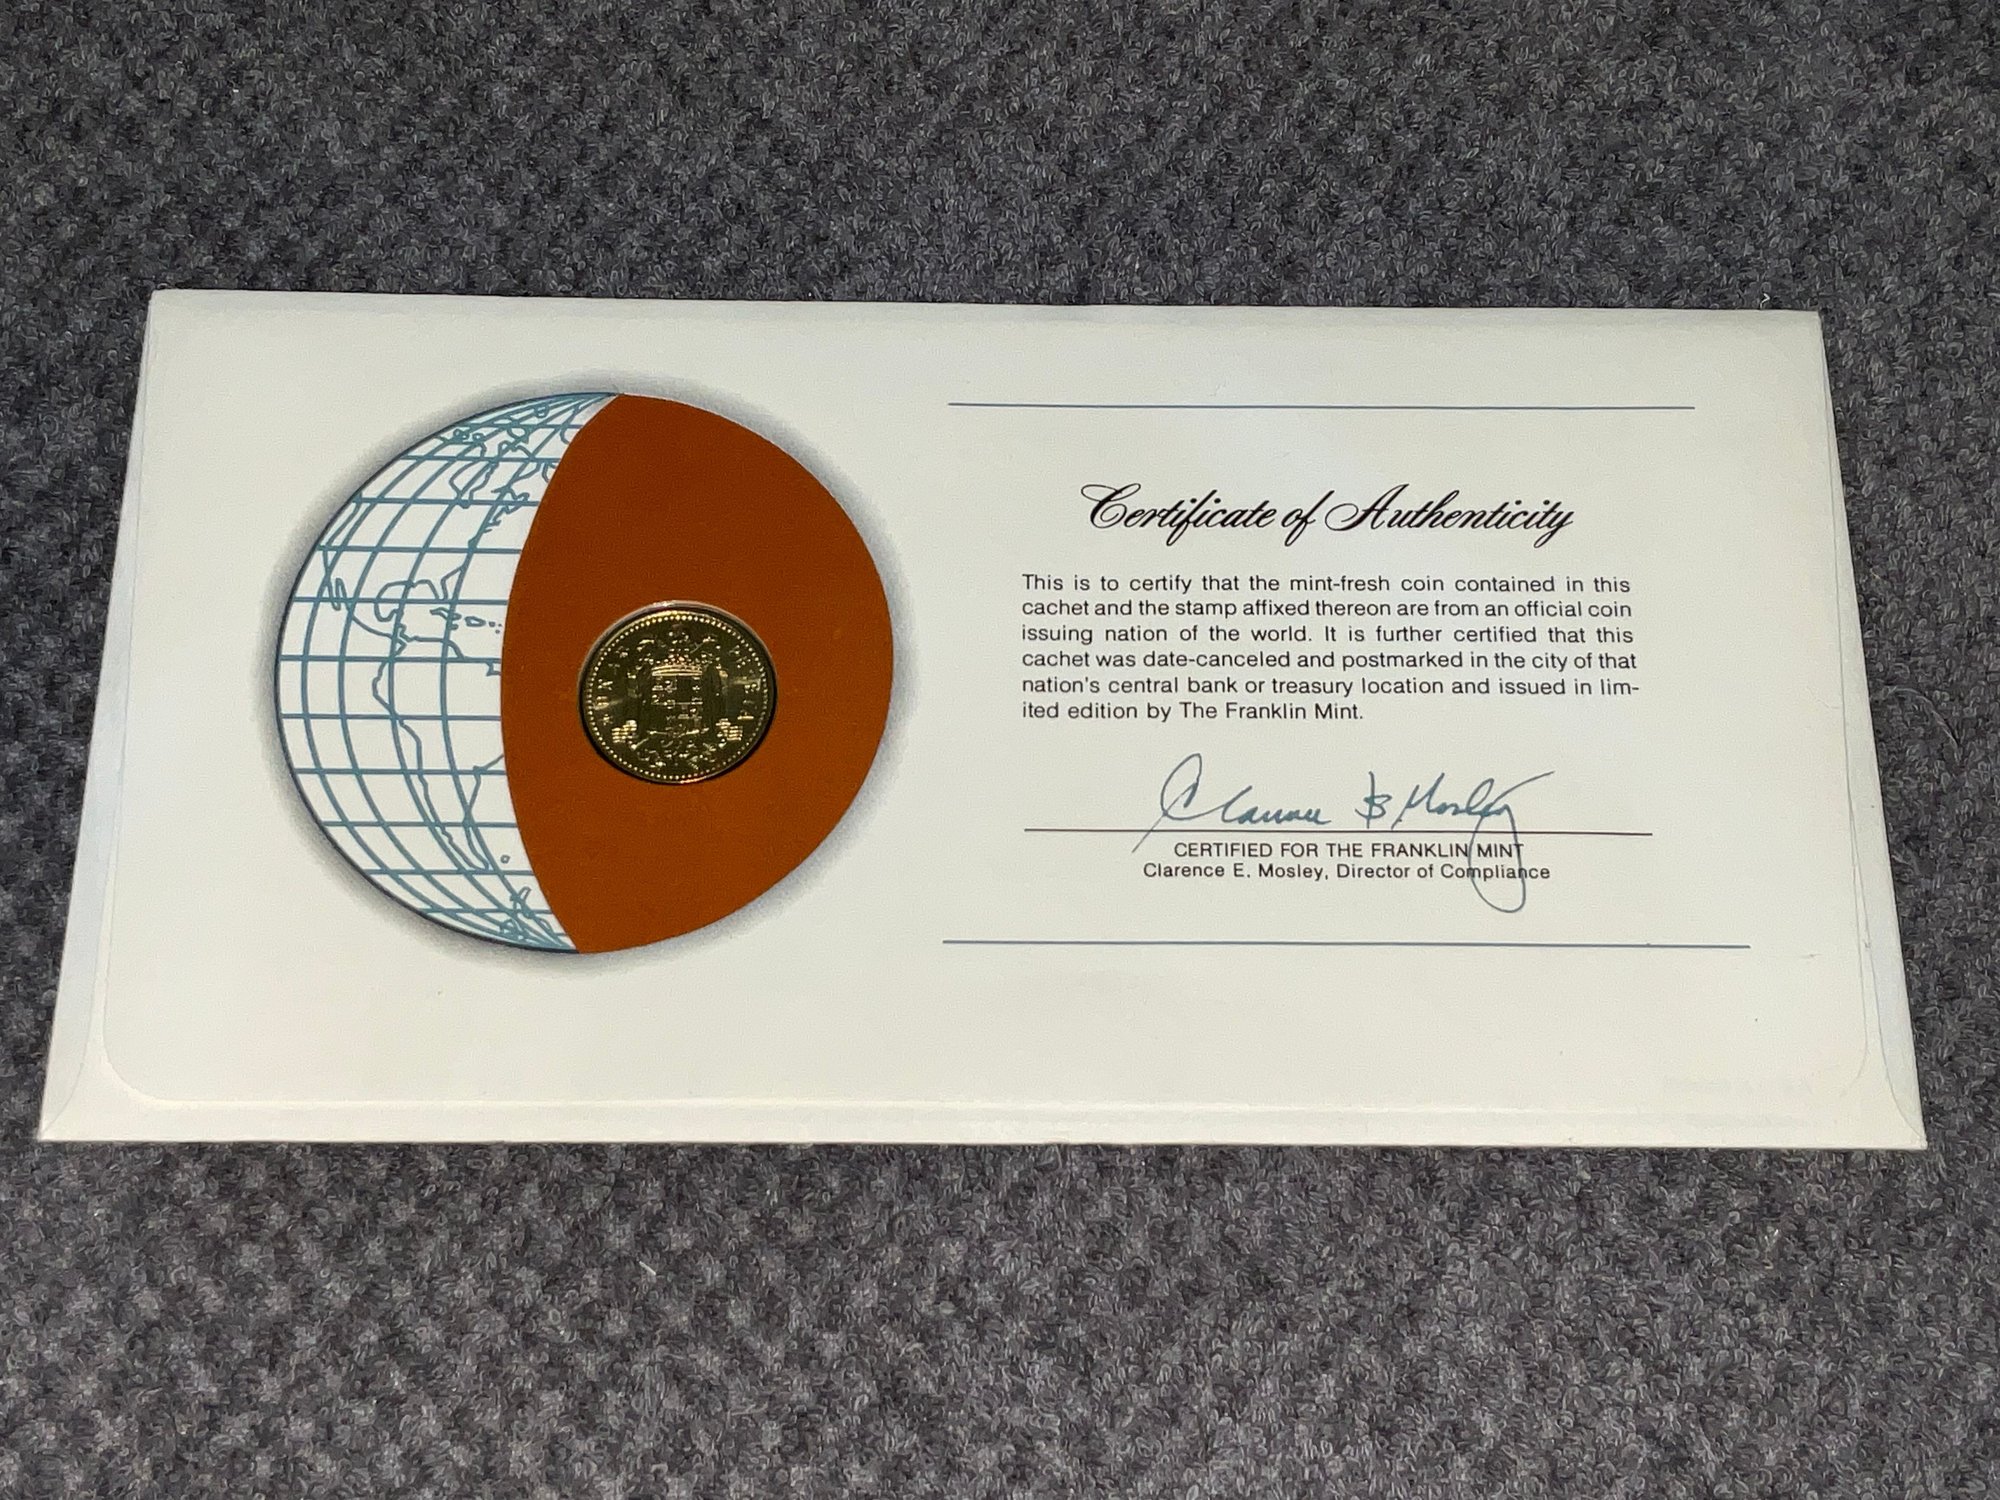 Certificate of Authenticity
This is to certify that the mint-fresh coin contained in this
cachet and the stamp affixed thereon are from an official coin
issuing nation of the world. It is further certified that this
cachet was date-canceled and postmarked in the city of that
nation's central bank or treasury location and issued in lim-
ited edition by The Franklin Mint.
Clarence E Mosley
CERTIFIED FOR THE FRANKLIN MINT
Clarence E. Mosley, Director of Compliance